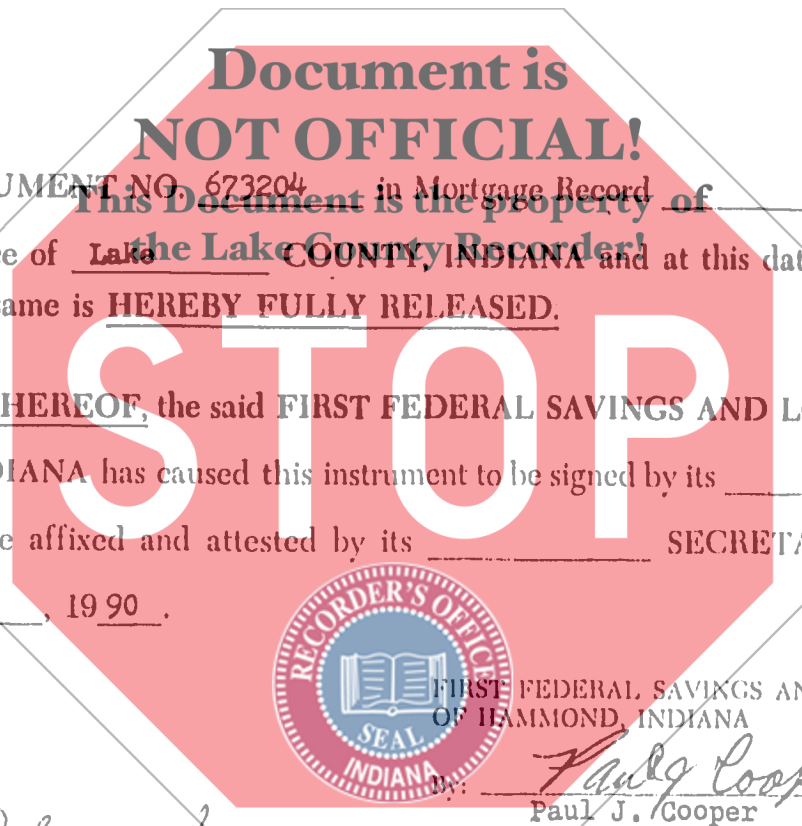 Document is
NOT OFFICIAL!
This Document is the property of
the Lake County Recorder!
STOP
UMENT NO. 673204 in Mortgage Record
e of Lake COUNTY, INDIANA and at this dat
ame is HEREBY FULLY RELEASED.
HEREOF, the said FIRST FEDERAL SAVINGS AND L
DIANA has caused this instrument to be signed by its
e affixed and attested by its SECRETA
, 1990.
RECORDER'S OFFICE
SEAL
INDIANA
FIRST FEDERAL SAVINGS AN
OF HAMMOND, INDIANA
By: Paul J Coop
Paul J. Cooper